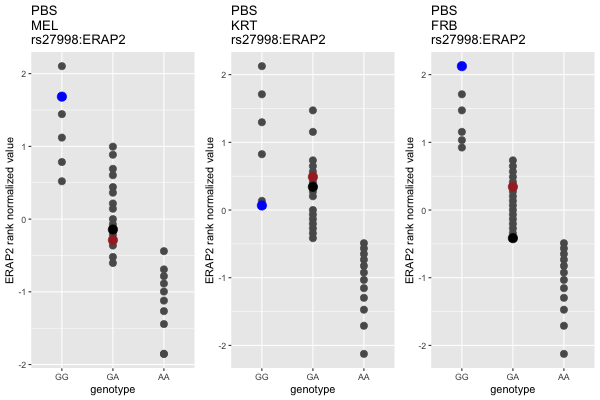 PBS
MEL
rs27998:ERAP2
ERAP2 rank normalized value
2
1
0
-1
-2
GG GA AA
genotype
PBS
KRT
rs27998:ERAP2
ERAP2 rank normalized value
2
1
0
-1
-2
GG GA AA
genotype
PBS
FRB
rs27998:ERAP2
ERAP2 rank normalized value
2
1
0
-1
-2
GG GA AA
genotype